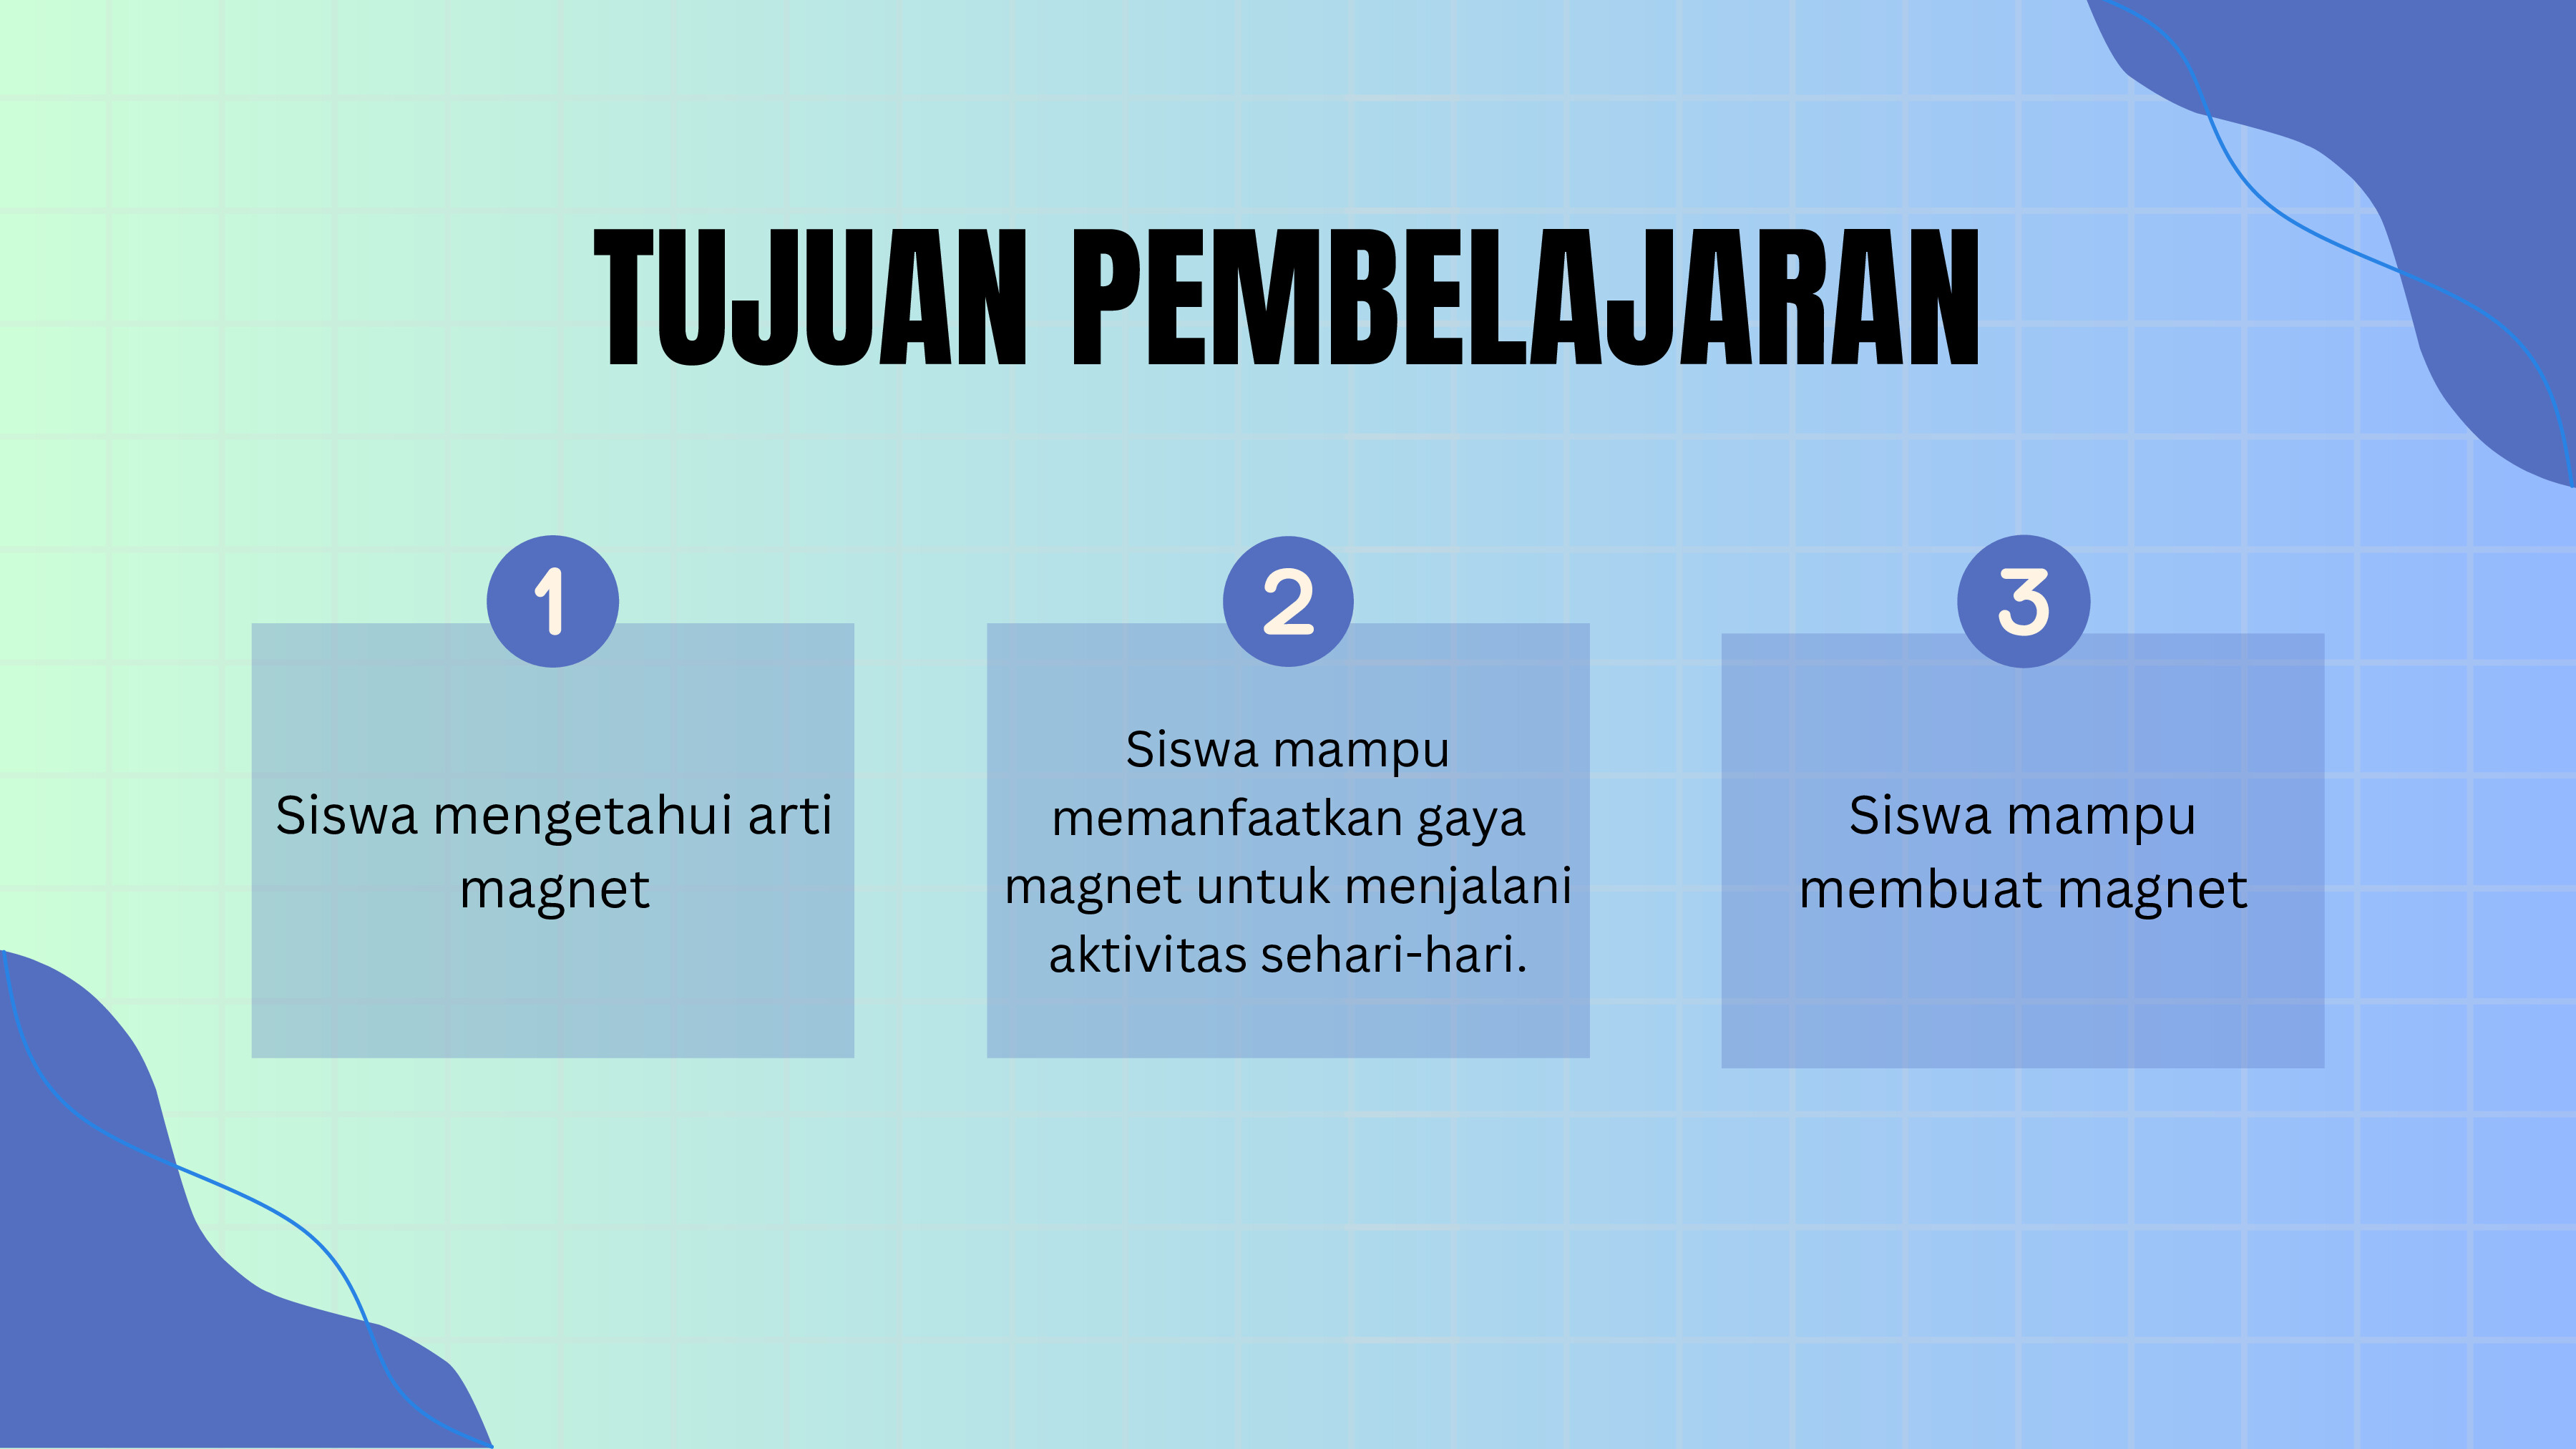 TUJUAN PEMBELAJARAN
1
Siswa mengetahui arti
magnet
2
Siswa mampu
memanfaatkan gaya
magnet untuk menjalani
aktivitas sehari-hari.
3
Siswa mampu
membuat magnet